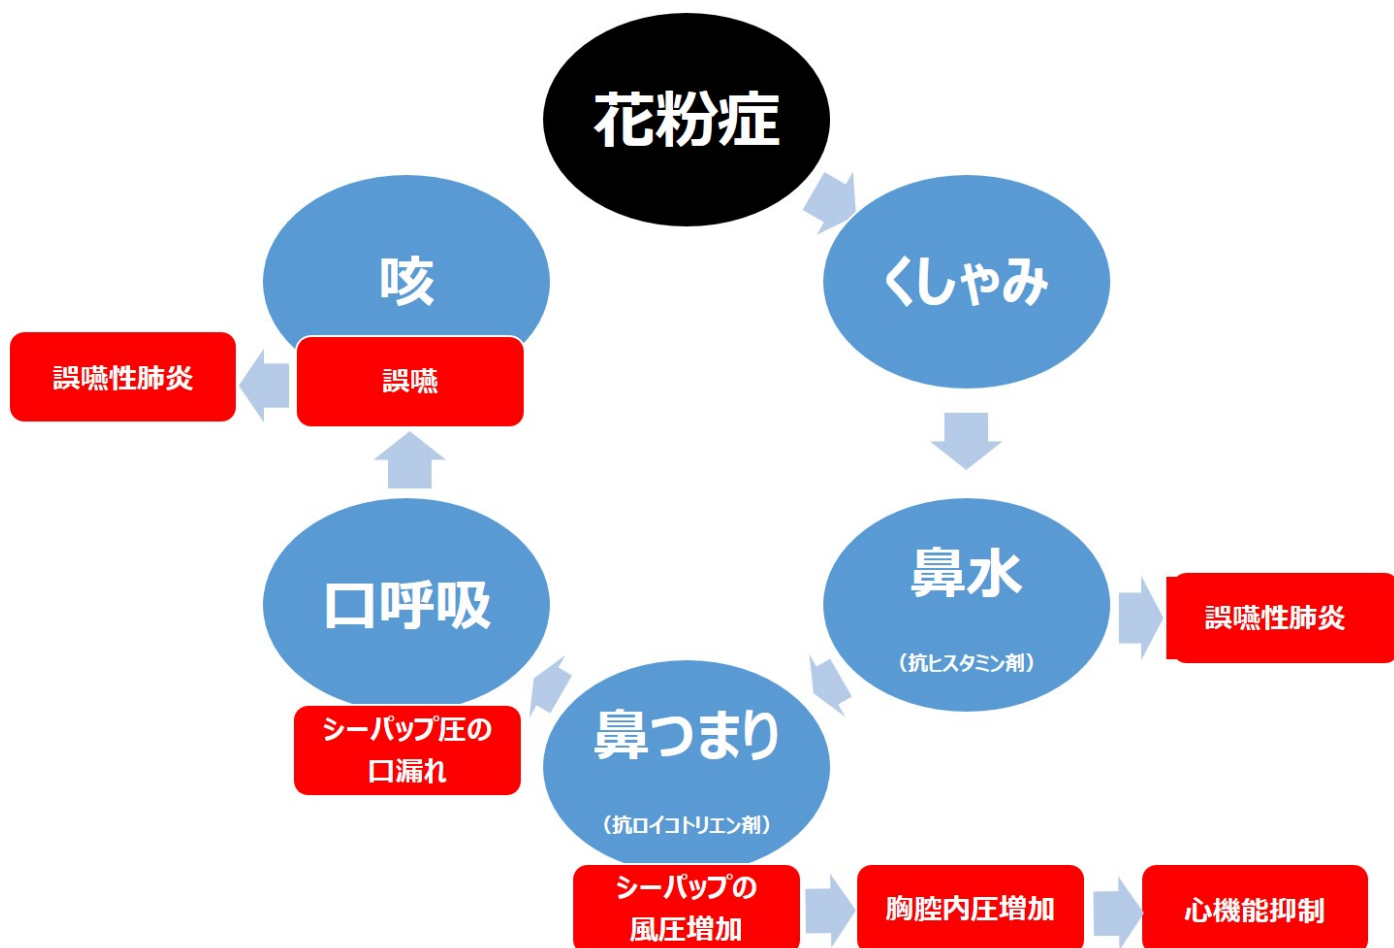 花粉症
くしゃみ
鼻水
（抗ヒスタミン剤）
誤嚥性肺炎
鼻つまり
（抗ロイコトリエン剤）
シーパップの
風圧増加
胸腔内圧増加
心機能抑制
口呼吸
シーパップ圧の
口漏れ
咳
誤嚥
誤嚥性肺炎